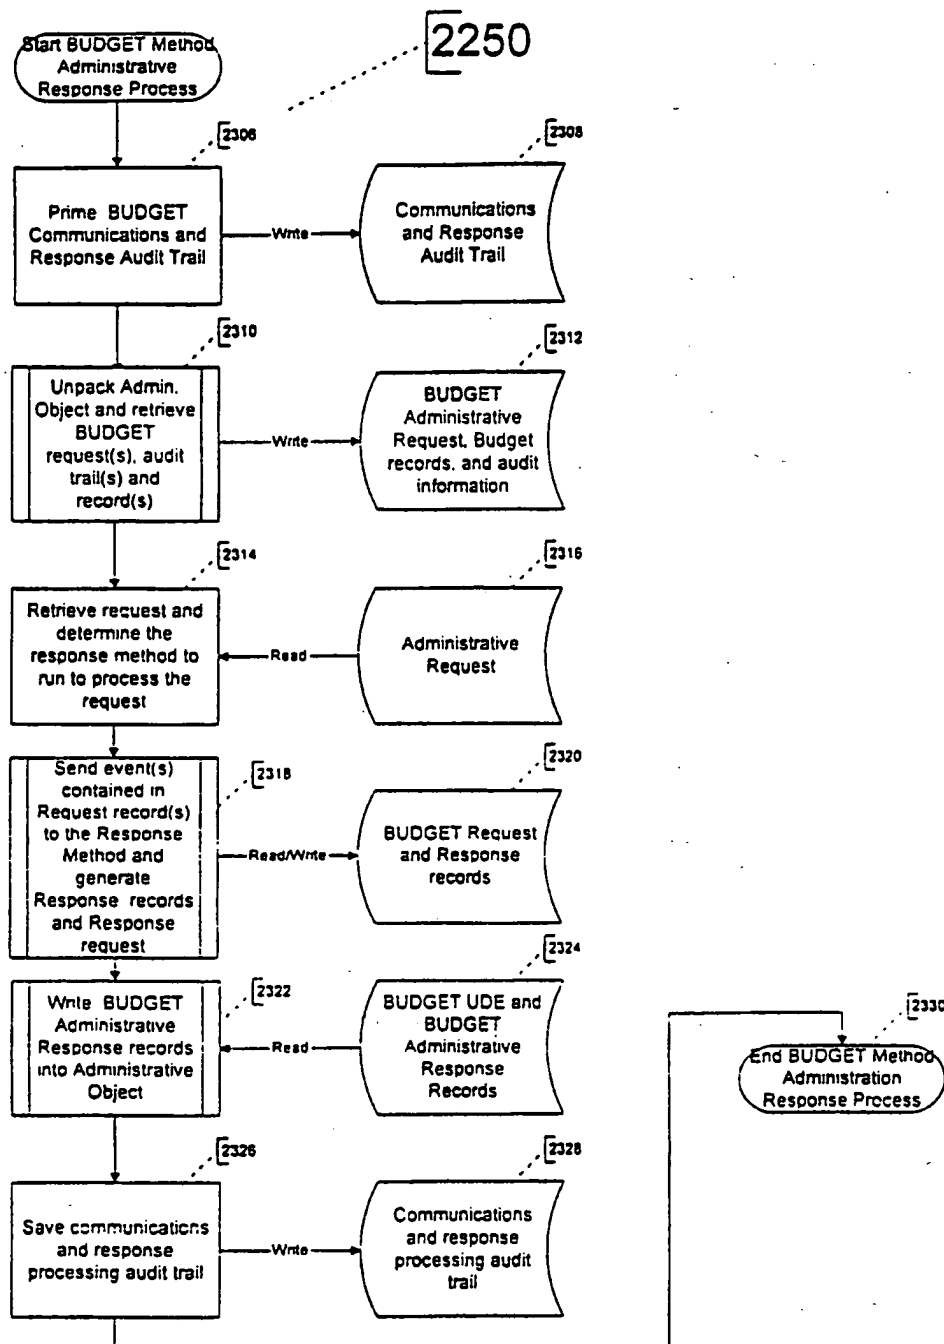 2250
Start BUDGET Method
Administrative
Response Process
2306
Prime BUDGET
Communications and
Response Audit Trail
Write
2308
Communications
and Response
Audit Trail
2310
Unpack Admin.
Object and retrieve
BUDGET
request(s), audit
trail(s) and
record(s)
Write
2312
BUDGET
Administrative
Request, Budget
records, and audit
information
2314
Retrieve request and
determine the
response method to
run to process the
request
Read
2316
Administrative
Request
2318
Send event(s)
contained in
Request record(s)
to the Response
Method and
generate
Response records
and Response
request
Read/Write
2320
BUDGET Request
and Response
records
2322
Write BUDGET
Administrative
Response records
into Administrative
Object
Read
2324
BUDGET UDE and
BUDGET
Administrative
Response
Records
2326
Save communications
and response
processing audit trail
Write
2328
Communications
and response
processing audit
trail
2330
End BUDGET Method
Administration
Response Process